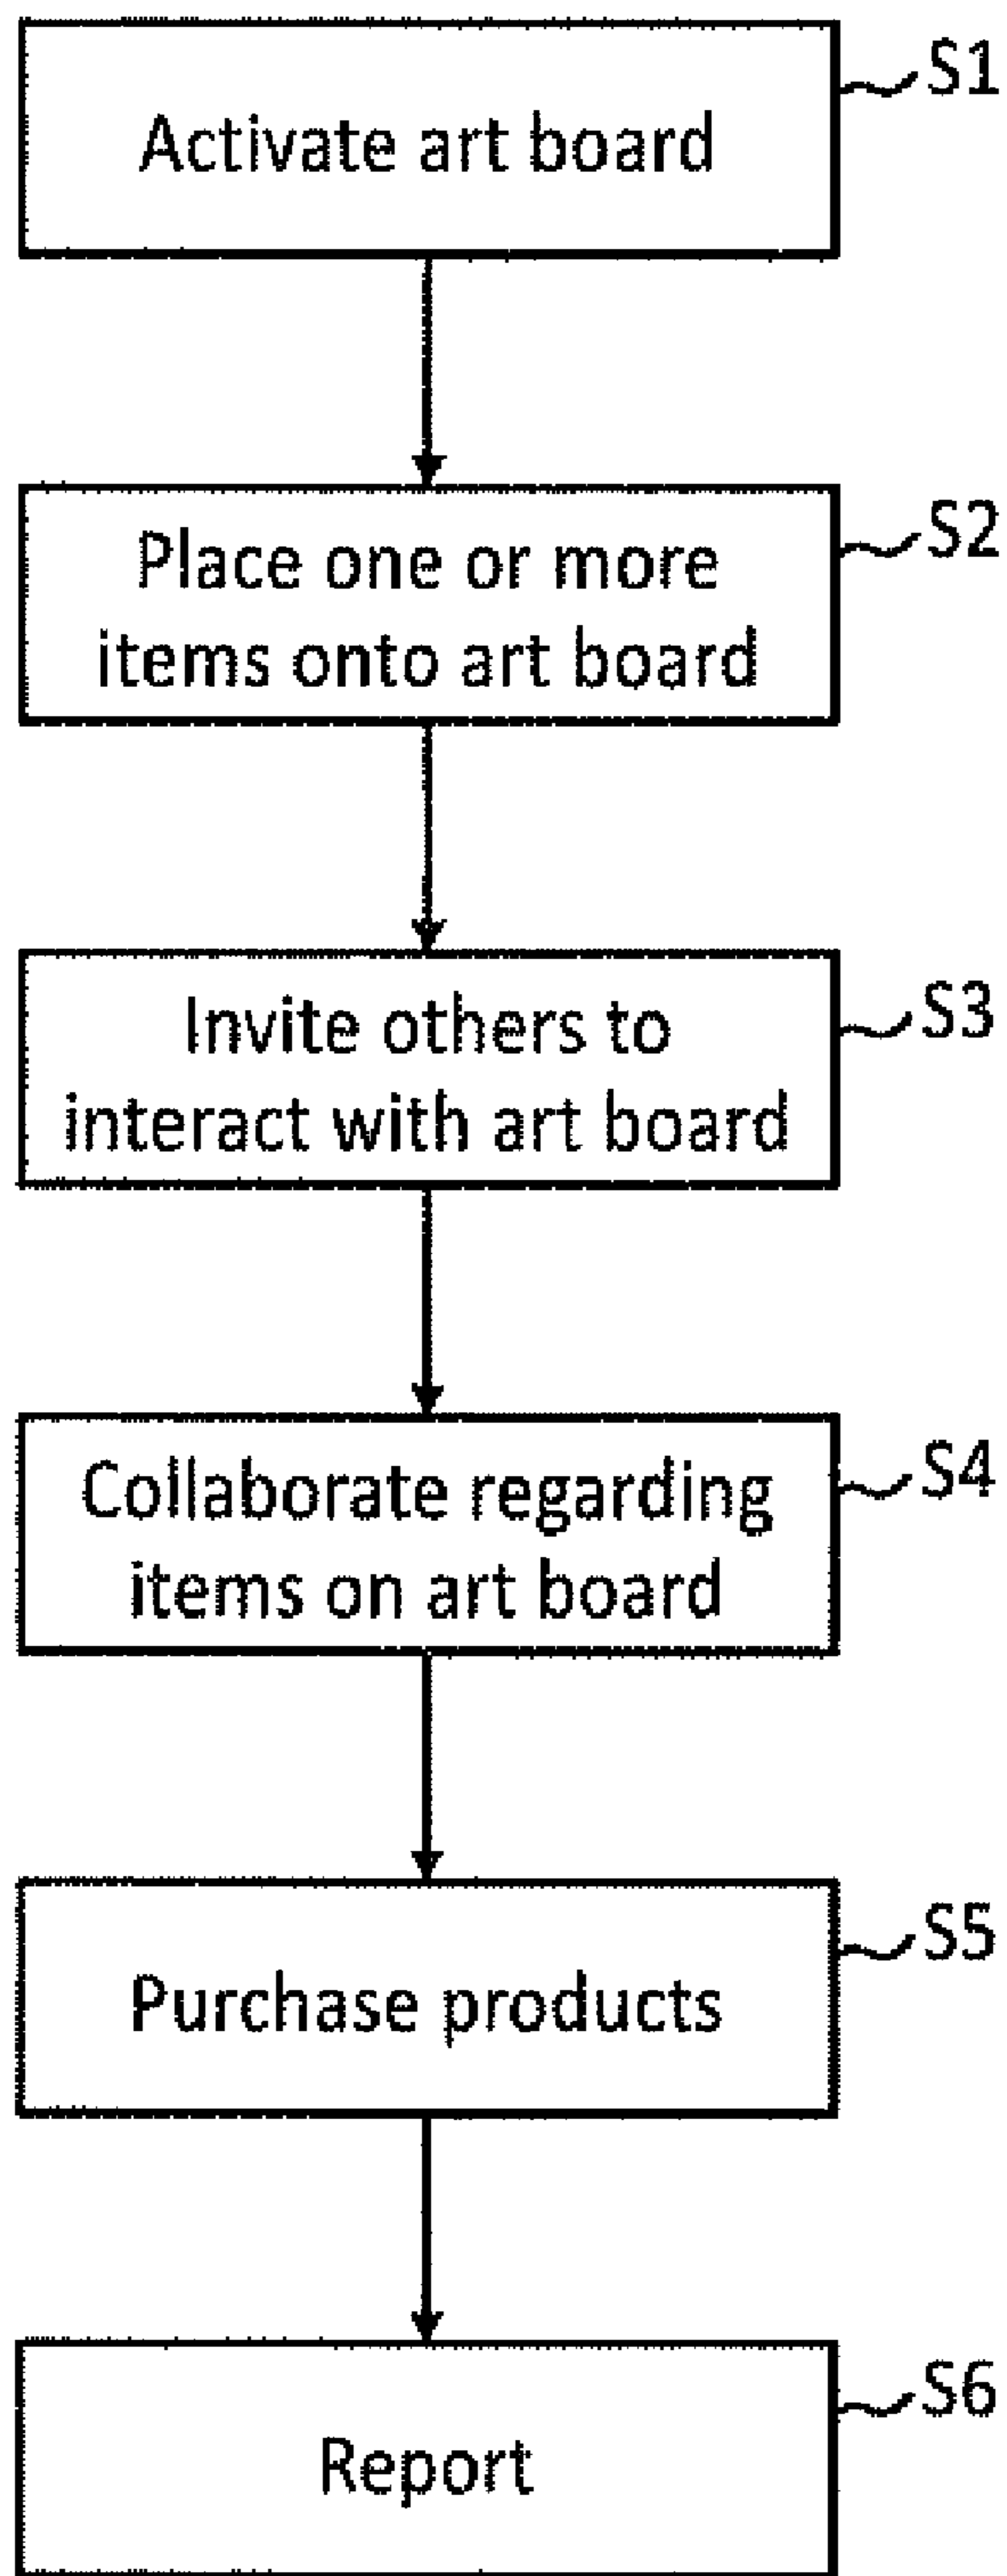 Activate art board
S1
Place one or more
items onto art board
S2
Invite others to
interact with art board
S3
Collaborate regarding
items on art board
S4
Purchase products
S5
Report
S6